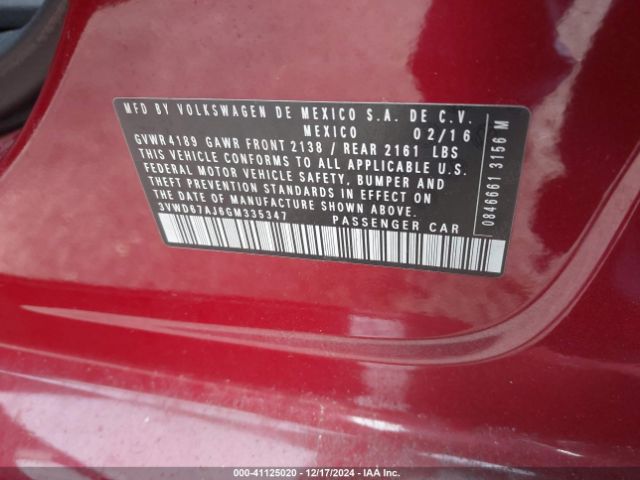 MFD BY VOLKSWAGEN DE MEXICO S.A. DE C.V.
MEXICO 02/16
GVWR4189 GAWR FRONT 2138 / REAR 2161 LBS
THIS VEHICLE CONFORMS TO ALL APPLICABLE U.S.
FEDERAL MOTOR VEHICLE SAFETY, BUMPER AND
THEFT PREVENTION STANDARDS IN EFFECT ON
DATE OF MANUFACTURE SHOWN ABOVE.
3VWD67AJ6GM335347 PASSENGER CAR
0846661 3156 M
000-41125020 - 12/17/2024 - IAA Inc.